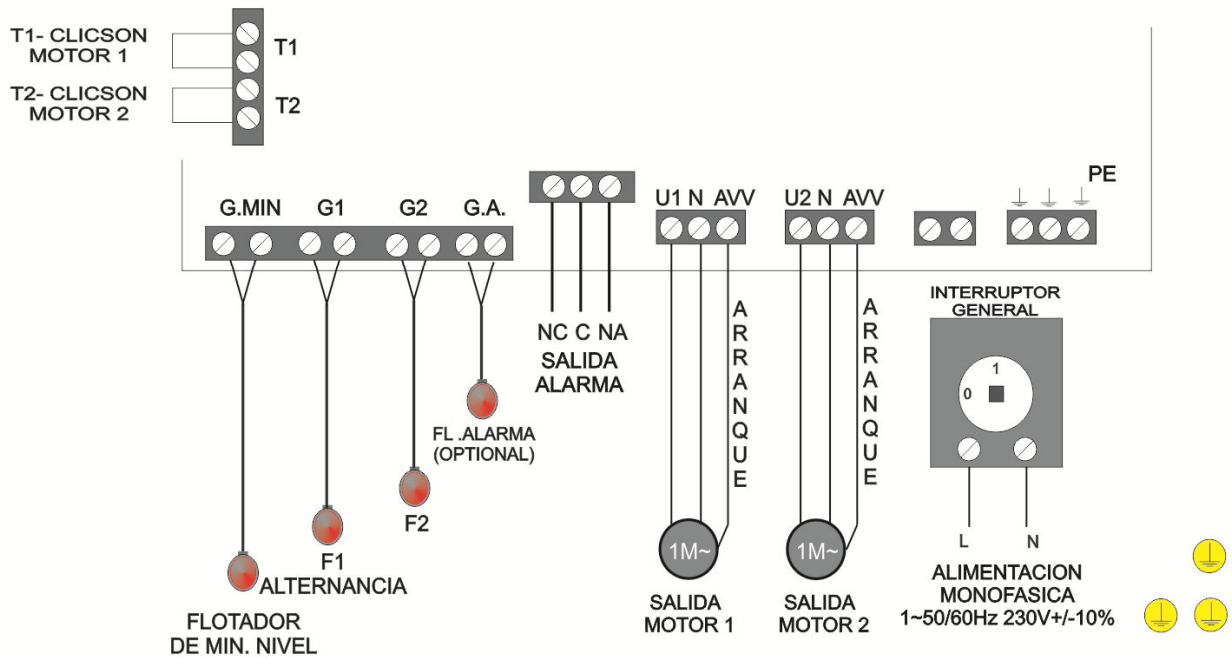 T1- CLICSON
MOTOR 1
T1
T2- CLICSON
MOTOR 2
T2
G.MIN
G1
G2
G.A.
U1 N AVV
U2 N AVV
PE
NC C NA
SALIDA
ALARMA
ARRANQUE
ARRANQUE
INTERRUPTOR
GENERAL
1
0
FL .ALARMA
(OPTIONAL)
F2
F1
ALTERNANCIA
FLOTADOR
DE MIN. NIVEL
1M~
SALIDA
MOTOR 1
1M~
SALIDA
MOTOR 2
L
N
ALIMENTACION
MONOFASICA
1~50/60Hz 230V+/-10%